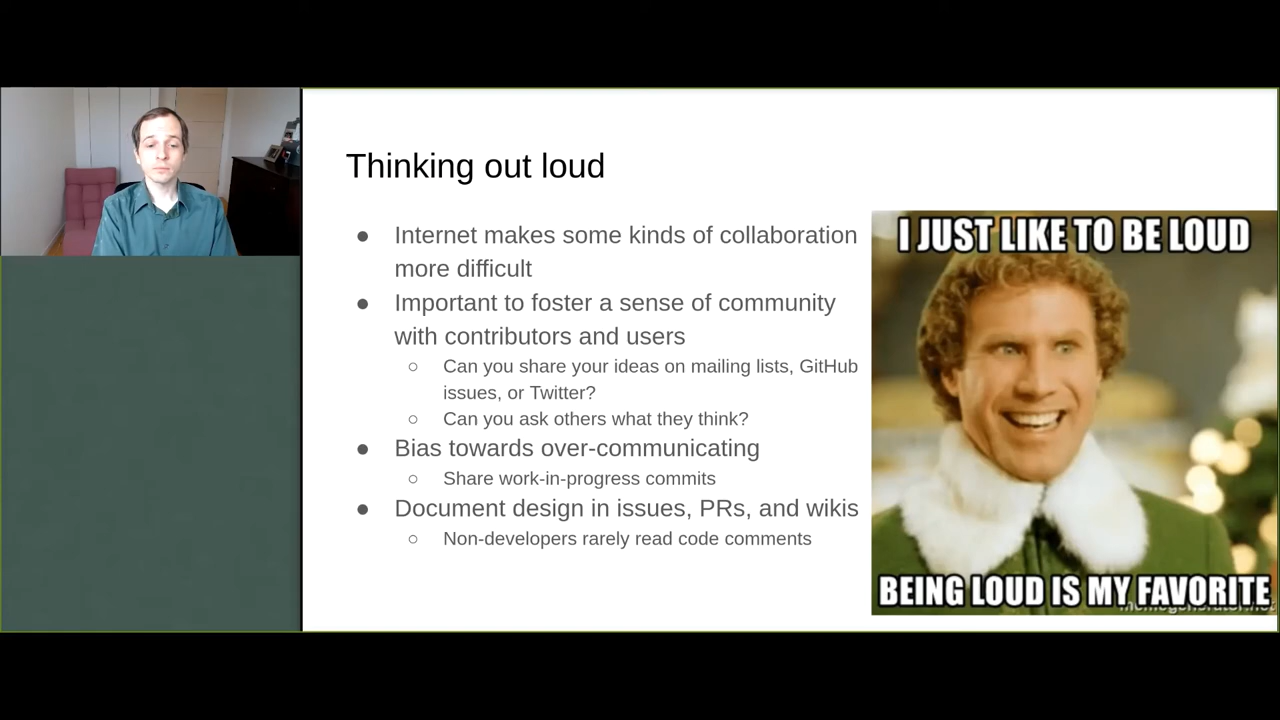 Thinking out loud
● Internet makes some kinds of collaboration
more difficult
● Important to foster a sense of community
with contributors and users
○ Can you share your ideas on mailing lists, GitHub
issues, or Twitter?
○ Can you ask others what they think?
● Bias towards over-communicating
○ Share work-in-progress commits
● Document design in issues, PRs, and wikis
○ Non-developers rarely read code comments
I JUST LIKE TO BE LOUD
BEING LOUD IS MY FAVORITE
memegenerator.net